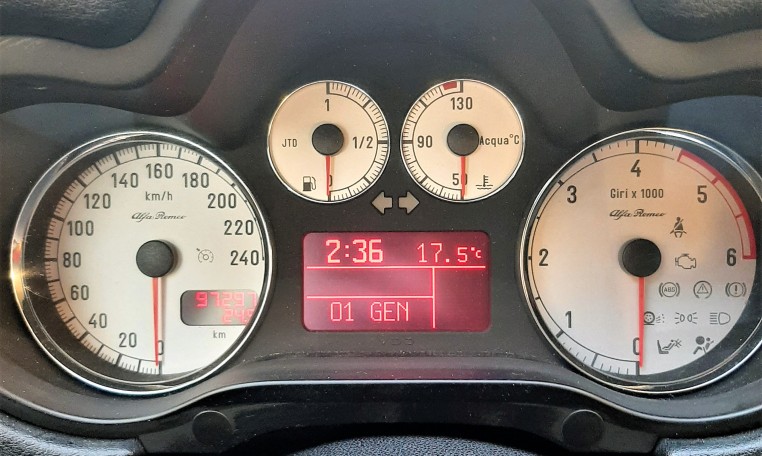 1
JTD
1/2
0
130
90
Acqua°C
50
140 160 180
120
200
km/h
Alfa Romeo
100
220
80
240
60
97297
40
20
0
km
2:36 17.5°c
01 GEN
4
3
5
Giri x 1000
Alfa Romeo
2
6
ABS
1
0